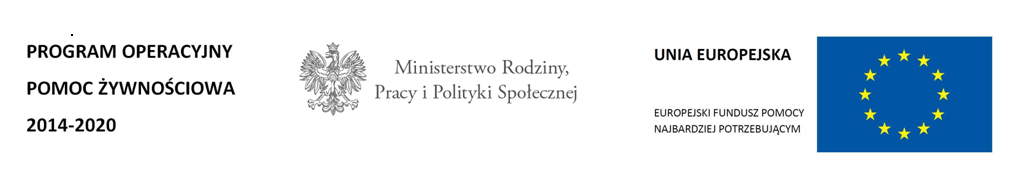 PROGRAM OPERACYJNY
POMOC ŻYWNOŚCIOWA
2014-2020
Ministerstwo Rodziny,
Pracy i Polityki Społecznej
UNIA EUROPEJSKA
EUROPEJSKI FUNDUSZ POMOCY
NAJBARDZIEJ POTRZEBUJĄCYM